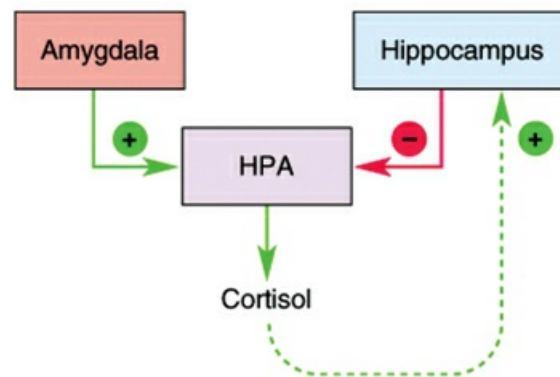 Amygdala
Hippocampus
+
−
+
HPA
Cortisol